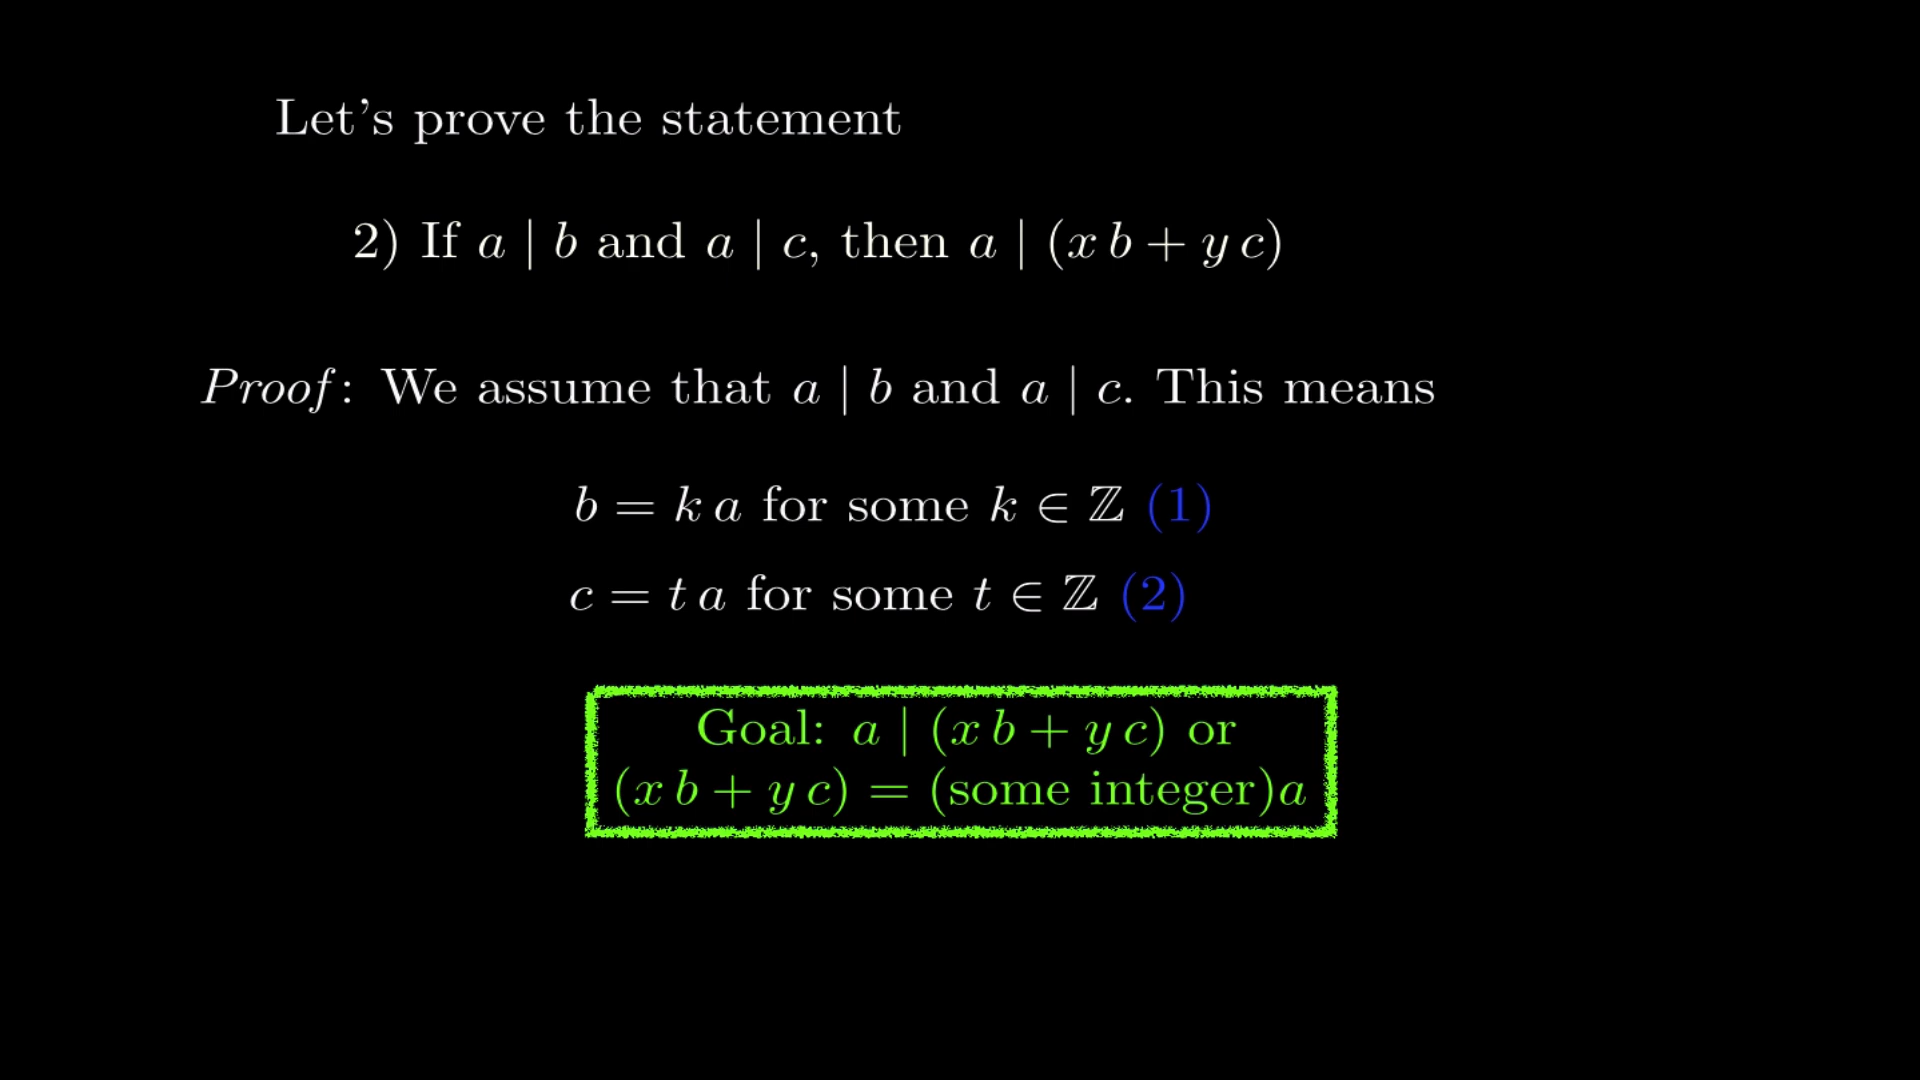 Let's prove the statement
2) If a | b and a | c, then a | (x b + y c)
Proof: We assume that a | b and a | c. This means
b = k a for some k ∈ ℤ (1)
c = t a for some t ∈ ℤ (2)
Goal: a | (x b + y c) or
(x b + y c) = (some integer)a